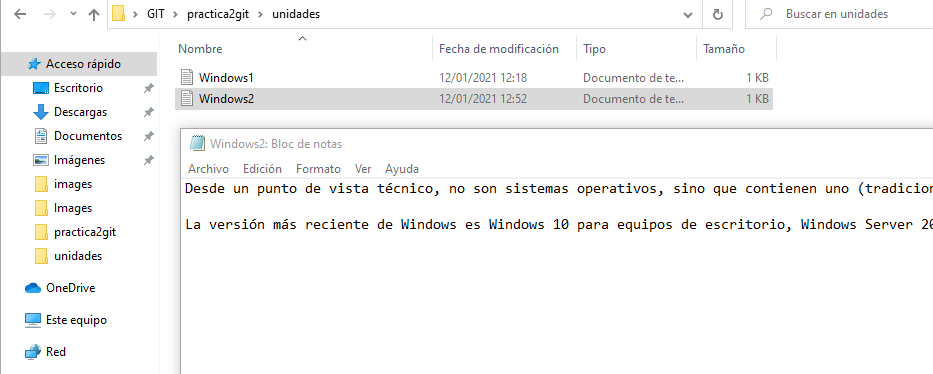 GIT > practica2git > unidades
Buscar en unidades
Nombre Fecha de modificación Tipo Tamaño
Acceso rápido
Escritorio
Descargas
Documentos
Imágenes
images
Images
practica2git
unidades
OneDrive
Este equipo
Red
Windows1 12/01/2021 12:18 Documento de te... 1 KB
Windows2 12/01/2021 12:52 Documento de te... 1 KB
Windows2: Bloc de notas
Archivo Edición Formato Ver Ayuda
Desde un punto de vista técnico, no son sistemas operativos, sino que contienen uno (tradicion
La versión más reciente de Windows es Windows 10 para equipos de escritorio, Windows Server 20